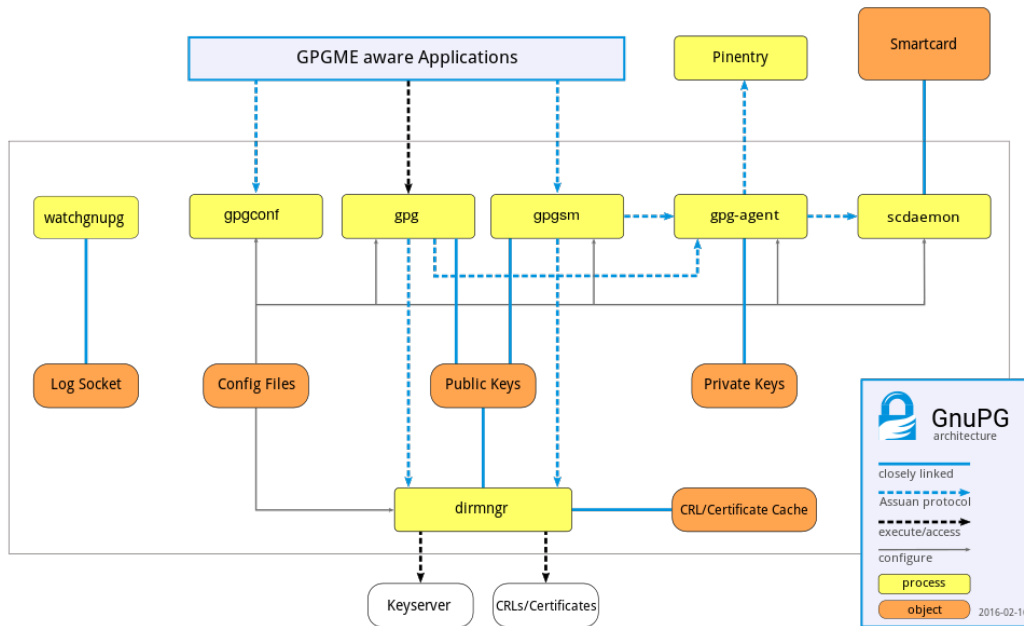 GPGME aware Applications
Pinentry
Smartcard
watchgnupg
gpgconf
gpg
gpgsm
gpg-agent
scdaemon
Log Socket
Config Files
Public Keys
Private Keys
dirmngr
CRL/Certificate Cache
Keyserver
CRLs/Certificates
GnuPG
architecture
closely linked
Assuan protocol
execute/access
configure
process
object